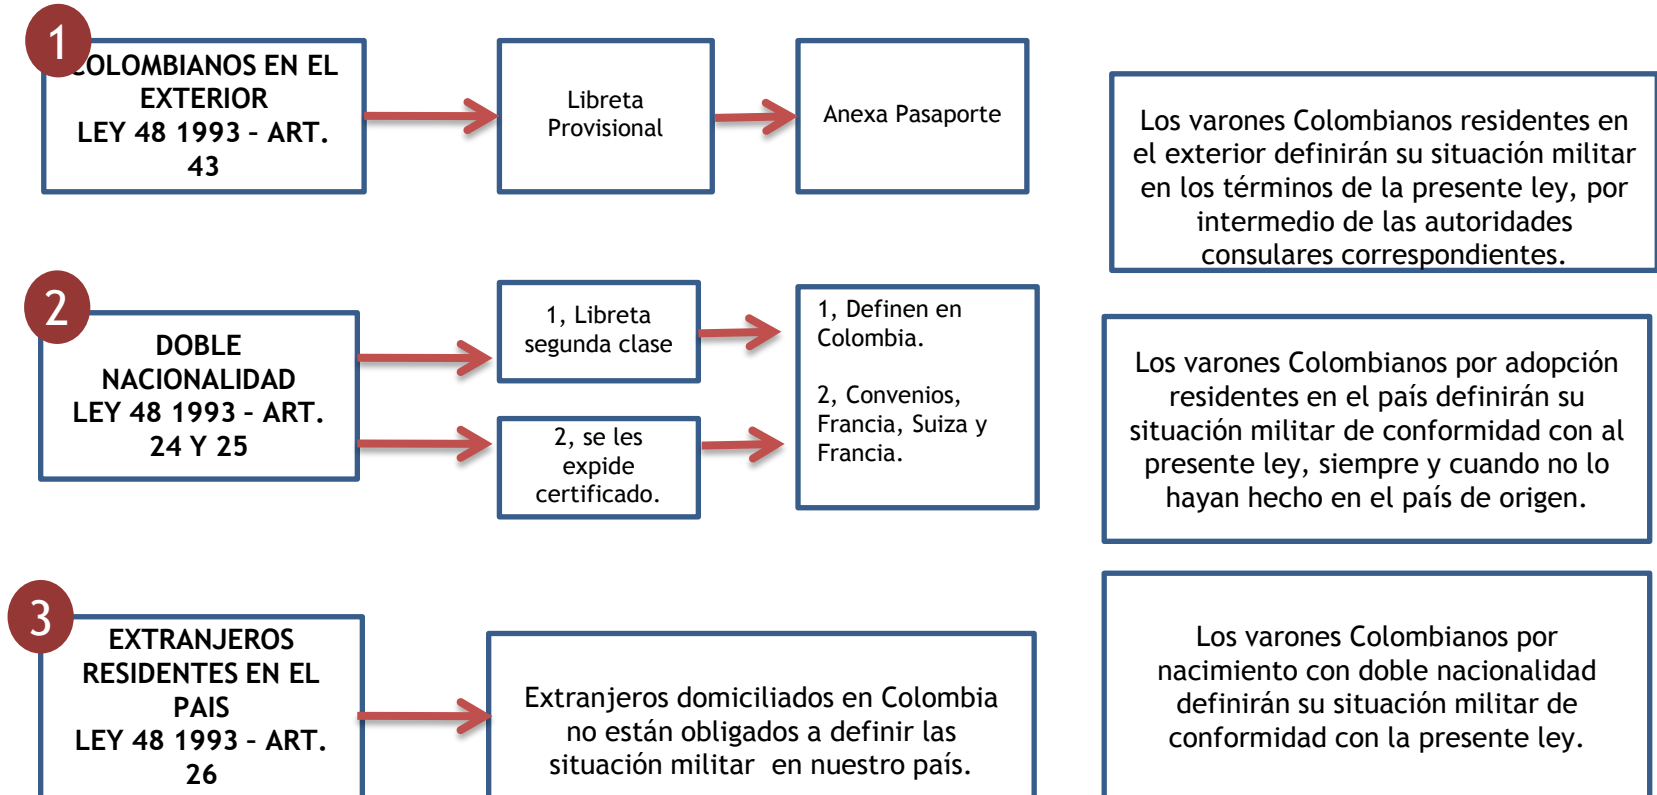 1
COLOMBIANOS EN EL
EXTERIOR
LEY 48 1993 – ART.
43
Libreta
Provisional
Anexa Pasaporte
Los varones Colombianos residentes en
el exterior definirán su situación militar
en los términos de la presente ley, por
intermedio de las autoridades
consulares correspondientes.
2
DOBLE
NACIONALIDAD
LEY 48 1993 – ART.
24 Y 25
1, Libreta
segunda clase
2, se les
expide
certificado.
1, Definen en
Colombia.
2, Convenios,
Francia, Suiza y
Francia.
Los varones Colombianos por adopción
residentes en el país definirán su
situación militar de conformidad con al
presente ley, siempre y cuando no lo
hayan hecho en el país de origen.
3
EXTRANJEROS
RESIDENTES EN EL
PAIS
LEY 48 1993 – ART.
26
Extranjeros domiciliados en Colombia
no están obligados a definir las
situación militar en nuestro país.
Los varones Colombianos por
nacimiento con doble nacionalidad
definirán su situación militar de
conformidad con la presente ley.